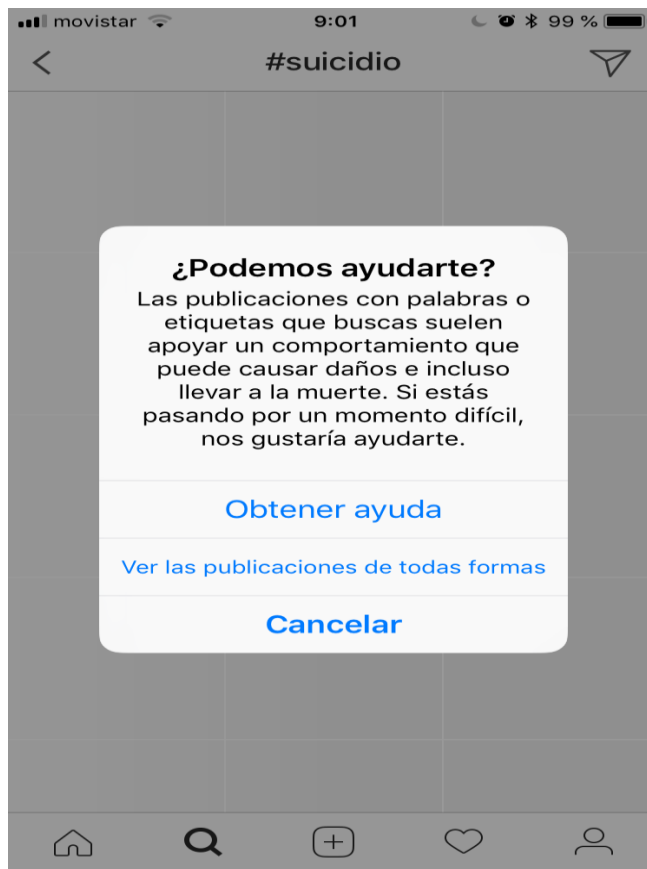 movistar 9:01 99 %
#suicidio
¿Podemos ayudarte?
Las publicaciones con palabras o
etiquetas que buscas suelen
apoyar un comportamiento que
puede causar daños e incluso
llevar a la muerte. Si estás
pasando por un momento difícil,
nos gustaría ayudarte.
Obtener ayuda
Ver las publicaciones de todas formas
Cancelar